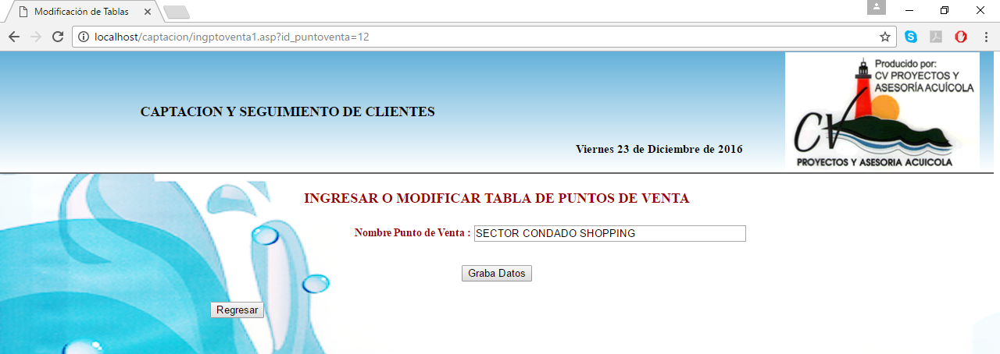 Modificación de Tablas
localhost/captacion/ingptoventa1.asp?id_puntoventa=12
Producido por:
CV PROYECTOS Y
ASESORÍA ACUÍCOLA
CAPTACION Y SEGUIMIENTO DE CLIENTES
CV
Viernes 23 de Diciembre de 2016
PROYECTOS Y ASESORIA ACUICOLA
INGRESAR O MODIFICAR TABLA DE PUNTOS DE VENTA
Nombre Punto de Venta : SECTOR CONDADO SHOPPING
Graba Datos
Regresar